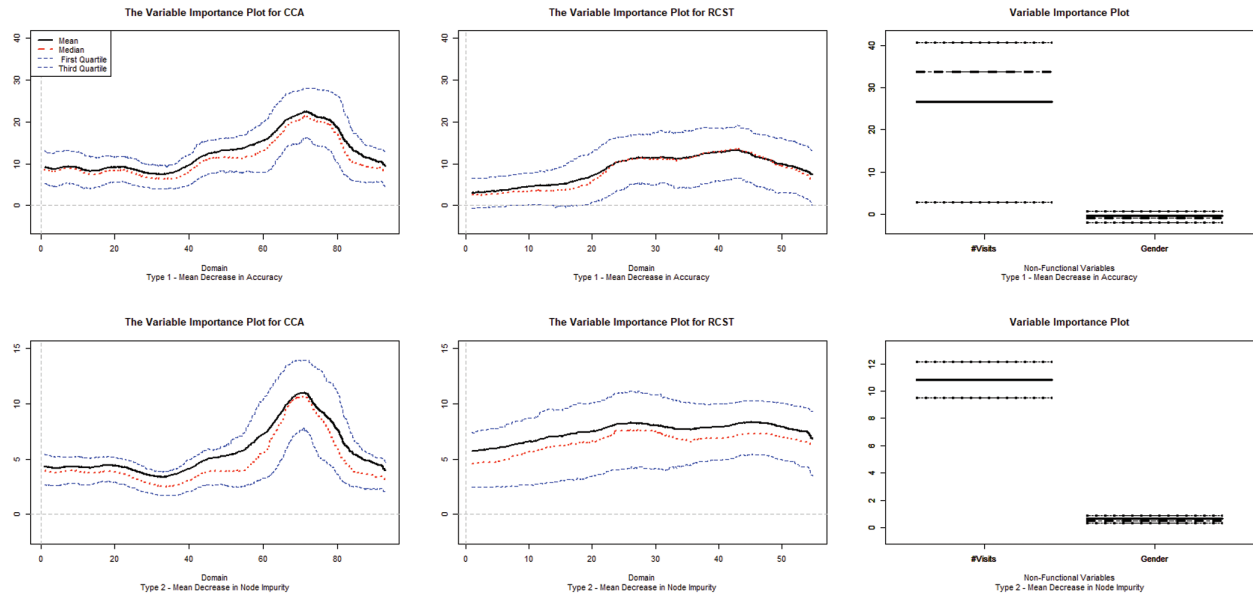 The Variable Importance Plot for CCA
40
30
20
10
0
Mean
Median
First Quartile
Third Quartile
0 20 40 60 80
Domain
Type 1 - Mean Decrease in Accuracy
The Variable Importance Plot for RCST
40
30
20
10
0
0 10 20 30 40 50
Domain
Type 1 - Mean Decrease in Accuracy
Variable Importance Plot
40
30
20
10
0
#Visits Gender
Non-Functional Variables
Type 1 - Mean Decrease in Accuracy
The Variable Importance Plot for CCA
15
10
5
0
0 20 40 60 80
Domain
Type 2 - Mean Decrease in Node Impurity
The Variable Importance Plot for RCST
15
10
5
0
0 10 20 30 40 50
Domain
Type 2 - Mean Decrease in Node Impurity
Variable Importance Plot
12
10
8
6
4
2
0
#Visits Gender
Non-Functional Variables
Type 2 - Mean Decrease in Node Impurity